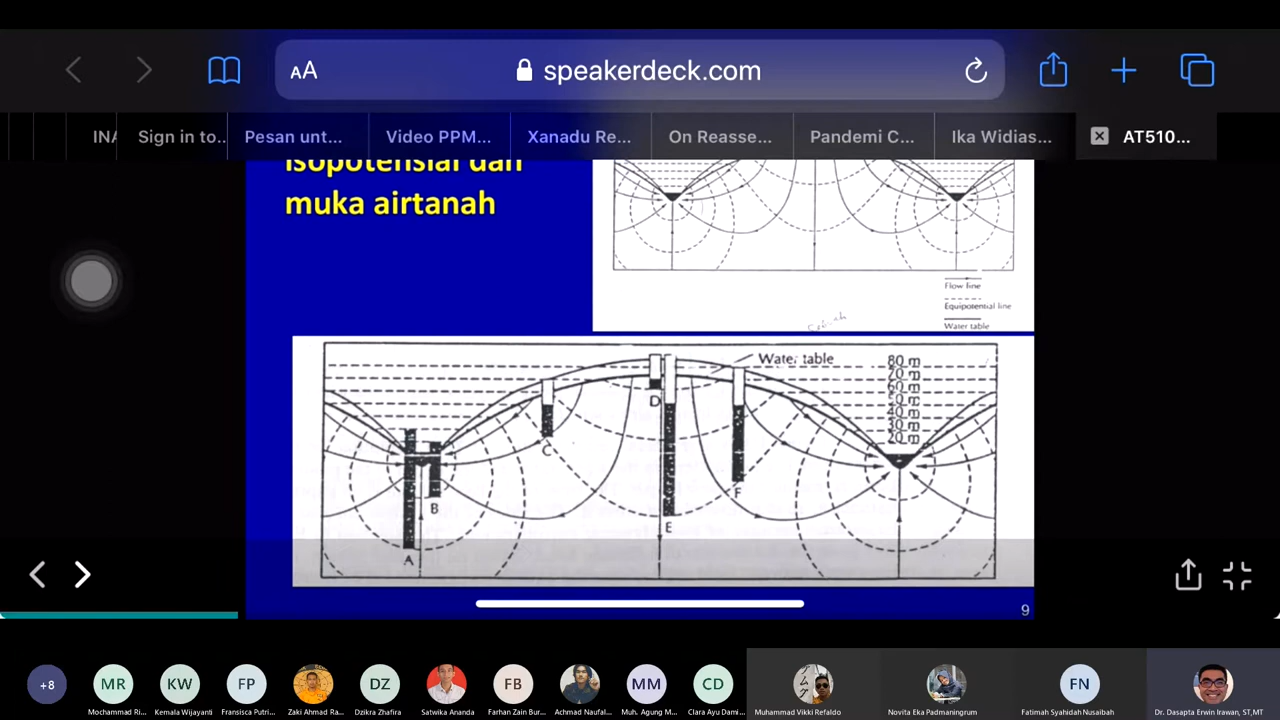 AA speakerdeck.com
INA Sign in to.. Pesan unt... Video PPM... Xanadu Re... On Reasse... Pandemi C... Ika Widias... AT510...
isopotensial dan
muka airtanah
Flow line
Equipotential line
Water table
Water table
80 m
70 m
60 m
50 m
40 m
30 m
20 m
A
B
C
D
E
F
9
+8 MR KW FP DZ FB MM CD FN
Mochammad Ri... Kemala Wijayanti Fransisca Putri... Zaki Ahmad Ra... Dzikra Zhafira Satwika Ananda Farhan Zain Bur... Achmad Naufal... Muh. Agung M... Clara Ayu Dami... Muhammad Vikki Refaldo Novita Eka Padmaningrum Fatimah Syahidah Nusaibah Dr. Dasapta Erwin Irawan, ST,MT